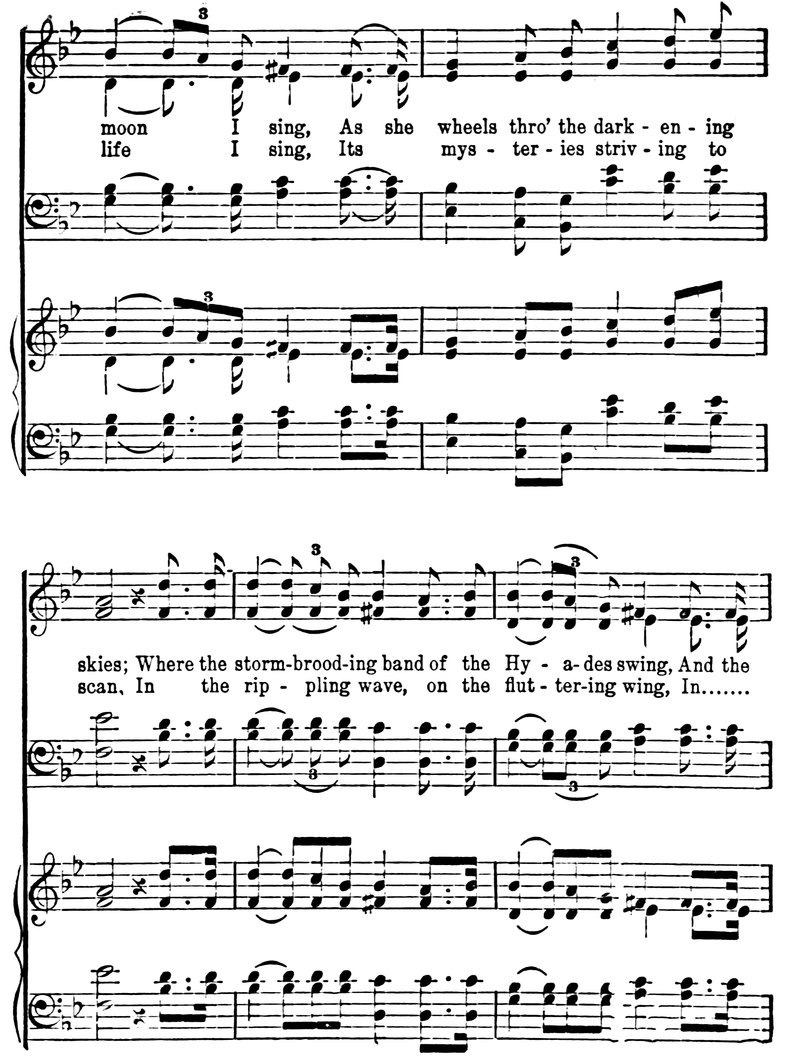 3
moon I sing, As she wheels thro' the dark - en - ing
life I sing, Its mys - ter - ies striv - ing to
3
3 3
skies; Where the storm-brood-ing band of the Hy - a-des swing, And the
scan, In the rip - pling wave, on the flut - ter-ing wing, In.......
3 3